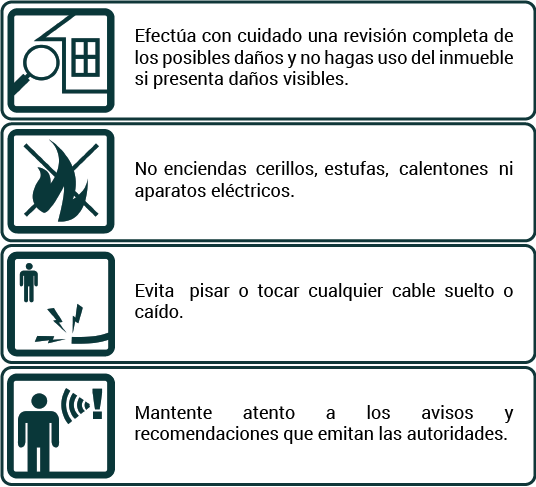 Efectúa con cuidado una revisión completa de
los posibles daños y no hagas uso del inmueble
si presenta daños visibles.
No enciendas cerillos, estufas, calentones ni
aparatos eléctricos.
Evita pisar o tocar cualquier cable suelto o
caído.
Mantente atento a los avisos y
recomendaciones que emitan las autoridades.